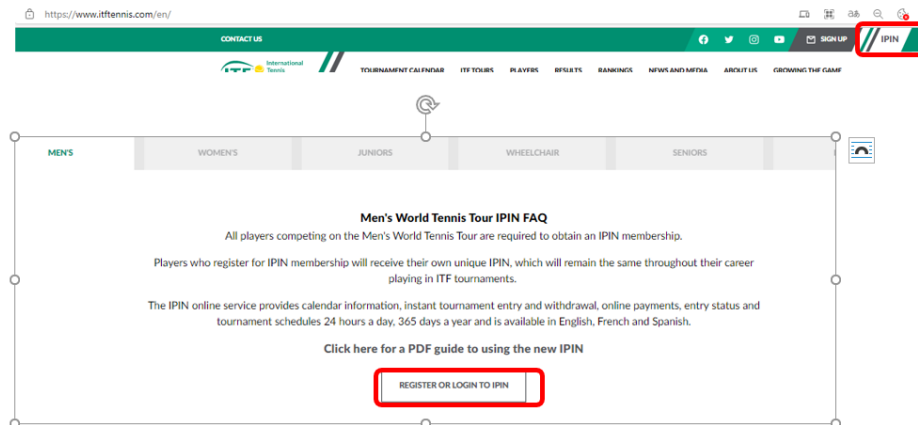 https://www.itftennis.com/en/
CONTACT US
SIGN UP
IPIN
ITF International
Tennis
TOURNAMENT CALENDAR ITF TOURS PLAYERS RESULTS RANKINGS NEWS AND MEDIA ABOUT US GROWING THE GAME
MEN'S WOMEN'S JUNIORS WHEELCHAIR SENIORS
Men's World Tennis Tour IPIN FAQ
All players competing on the Men's World Tennis Tour are required to obtain an IPIN membership.
Players who register for IPIN membership will receive their own unique IPIN, which will remain the same throughout their career
playing in ITF tournaments.
The IPIN online service provides calendar information, instant tournament entry and withdrawal, online payments, entry status and
tournament schedules 24 hours a day, 365 days a year and is available in English, French and Spanish.
Click here for a PDF guide to using the new IPIN
REGISTER OR LOGIN TO IPIN